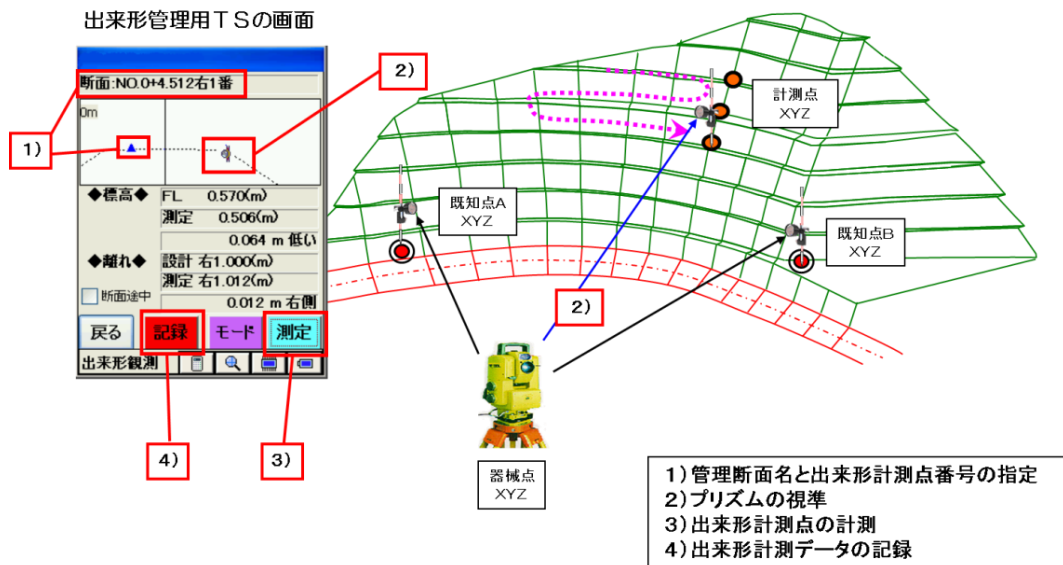 出来形管理用TSの画面
断面:NO.0+4.512右1番
0m
◆標高◆
FL 0.570(m)
測定 0.506(m)
0.064 m 低い
◆離れ◆
設計 右1.000(m)
測定 右1.012(m)
断面途中
0.012 m 右側
戻る
記録
モード
測定
出来形観測
1)
2)
4)
3)
計測点
XYZ
既知点A
XYZ
既知点B
XYZ
2)
器械点
XYZ
1)管理断面名と出来形計測点番号の指定
2)プリズムの視準
3)出来形計測点の計測
4)出来形計測データの記録